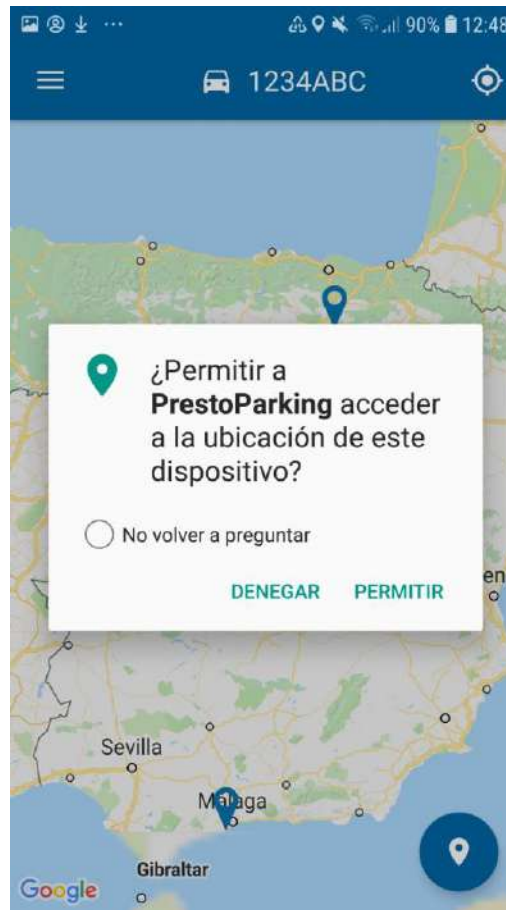 90% 12:48
1234ABC
¿Permitir a
PrestoParking acceder
a la ubicación de este
dispositivo?
No volver a preguntar
DENEGAR PERMITIR
en
Sevilla
Málaga
Gibraltar
Google